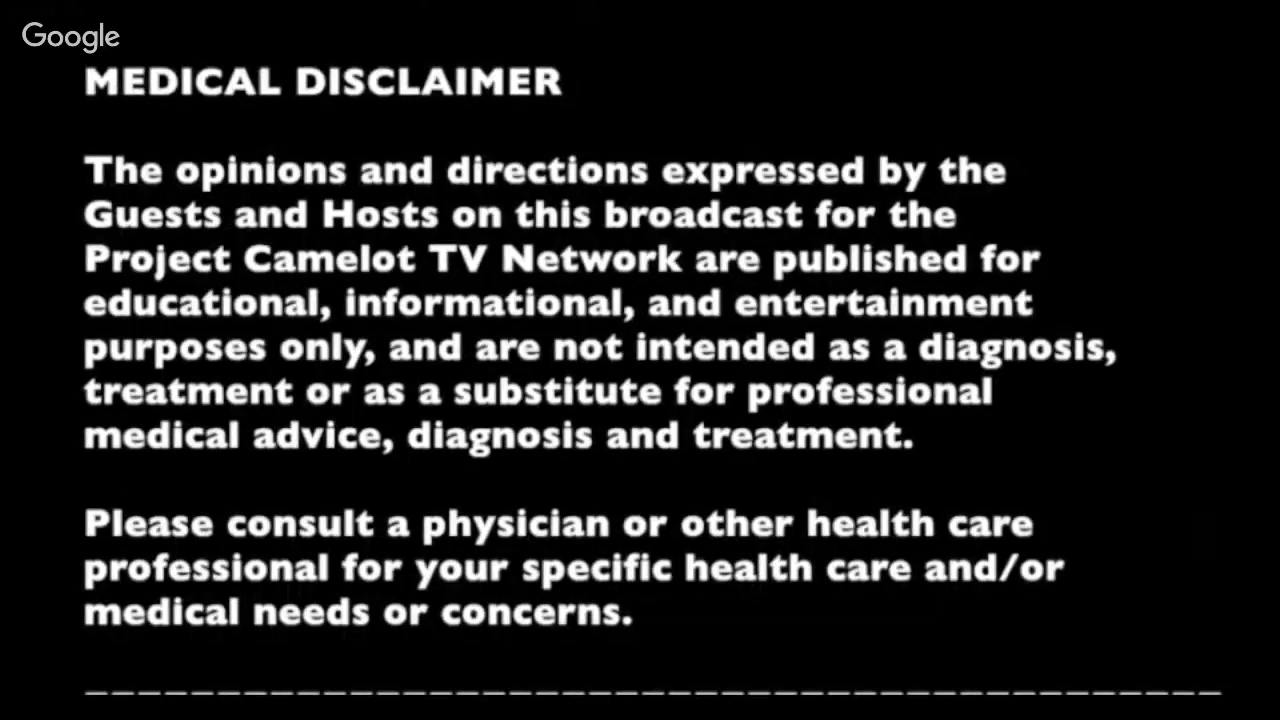 Google
MEDICAL DISCLAIMER
The opinions and directions expressed by the
Guests and Hosts on this broadcast for the
Project Camelot TV Network are published for
educational, informational, and entertainment
purposes only, and are not intended as a diagnosis,
treatment or as a substitute for professional
medical advice, diagnosis and treatment.
Please consult a physician or other health care
professional for your specific health care and/or
medical needs or concerns.